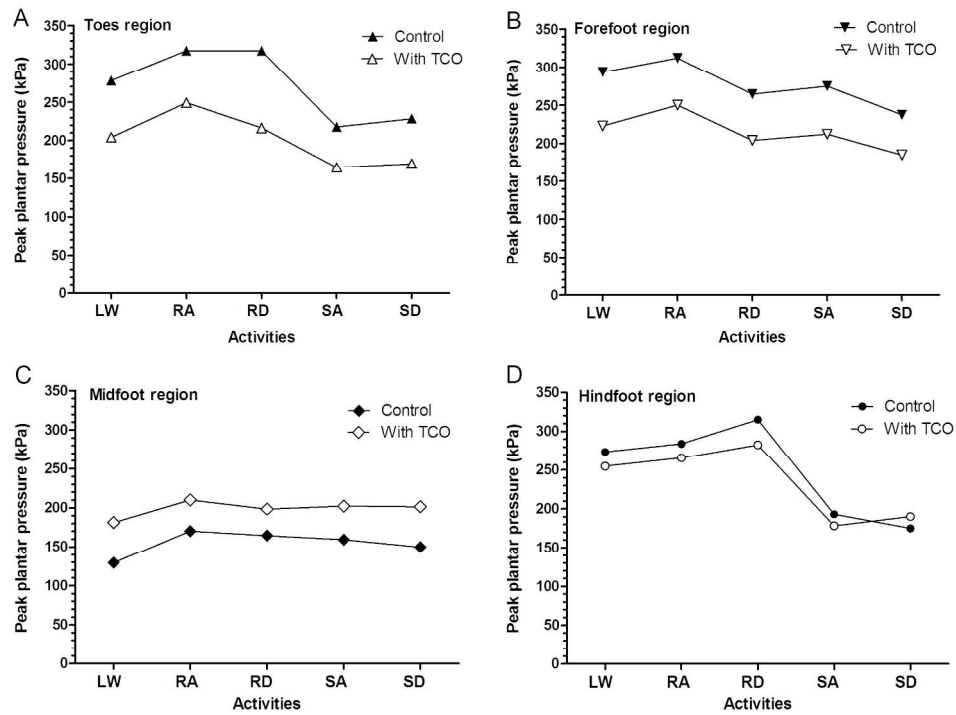 A
Toes region
Control
With TCO
Peak plantar pressure (kPa)
350
300
250
200
150
100
50
0
LW RA RD SA SD
Activities
B
Forefoot region
Control
With TCO
Peak plantar pressure (kPa)
350
300
250
200
150
100
50
0
LW RA RD SA SD
Activities
C
Midfoot region
Control
With TCO
Peak plantar pressure (kPa)
350
300
250
200
150
100
50
0
LW RA RD SA SD
Activities
D
Hindfoot region
Control
With TCO
Peak plantar pressure (kPa)
350
300
250
200
150
100
50
0
LW RA RD SA SD
Activities